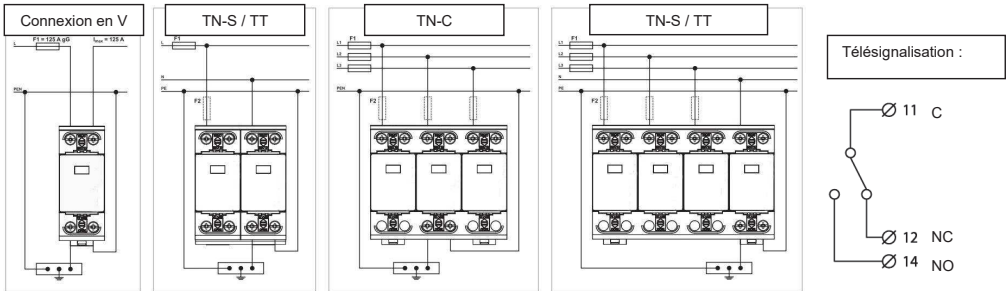 Connexion en V
F1 = 125 A gG
Imax = 125 A
L
PEN
TN-S / TT
F1
L
N
PE
F2
TN-C
F1
L1
L2
L3
PEN
F2
TN-S / TT
F1
L1
L2
L3
N
PE
F2
Télésignalisation :
11 C
12 NC
14 NO